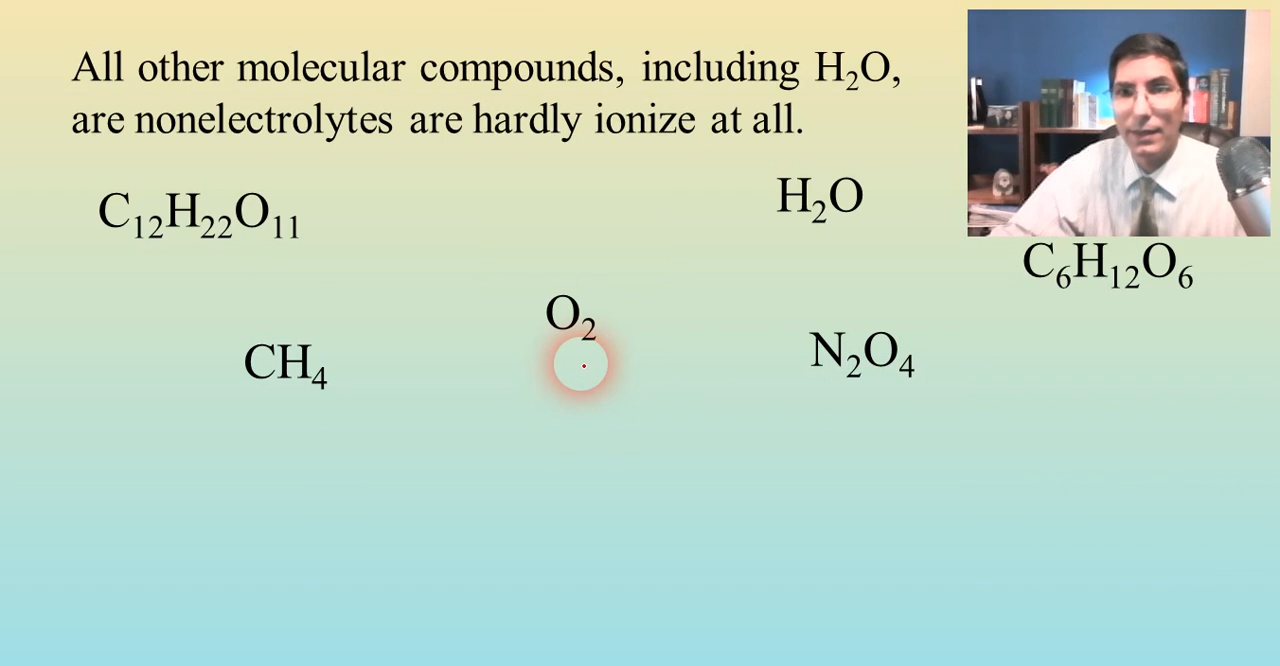 All other molecular compounds, including H₂O,
are nonelectrolytes are hardly ionize at all.
C₁₂H₂₂O₁₁
H₂O
C₆H₁₂O₆
O₂
CH₄
N₂O₄